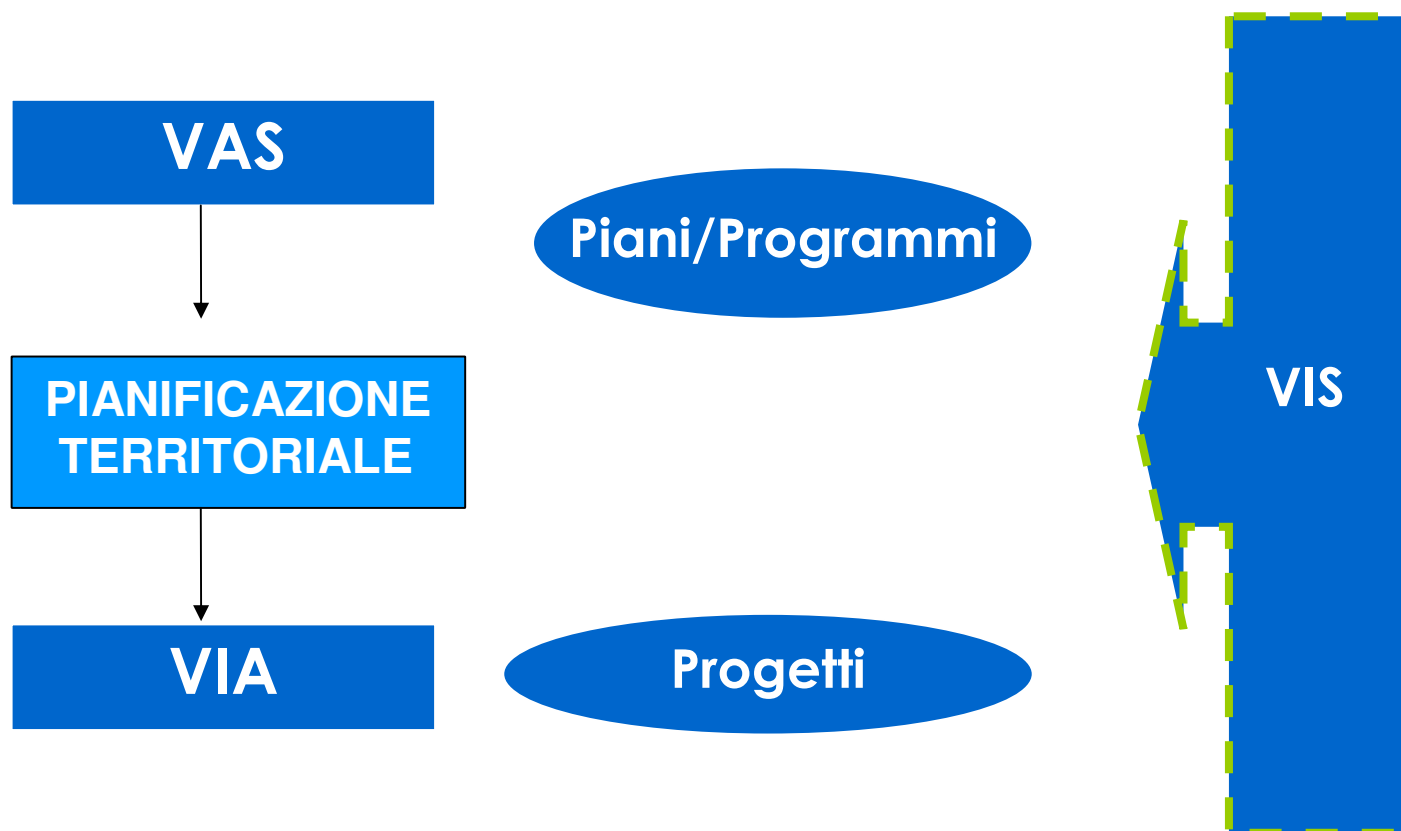 VAS
Piani/Programmi
PIANIFICAZIONE
TERRITORIALE
VIS
VIA
Progetti